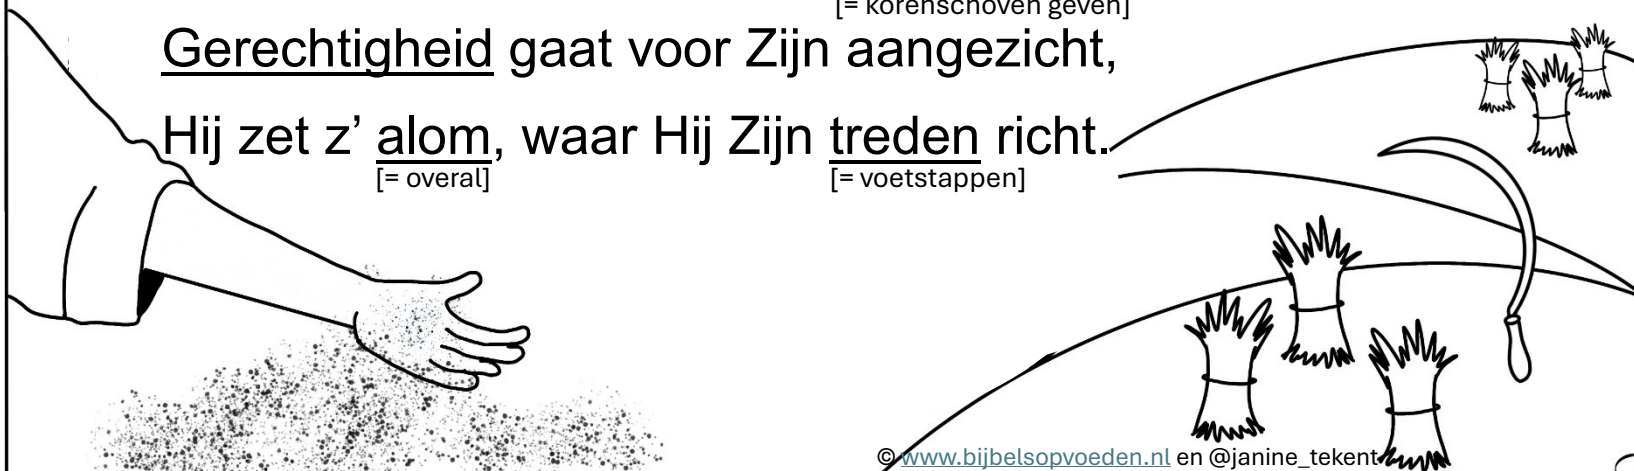 [= korenschoven geven]
Gerechtigheid gaat voor Zijn aangezicht,
Hij zet z’ alom, waar Hij Zijn treden richt.
[= overal] [= voetstappen]
© www.bijbelsopvoeden.nl en @janine_tekent